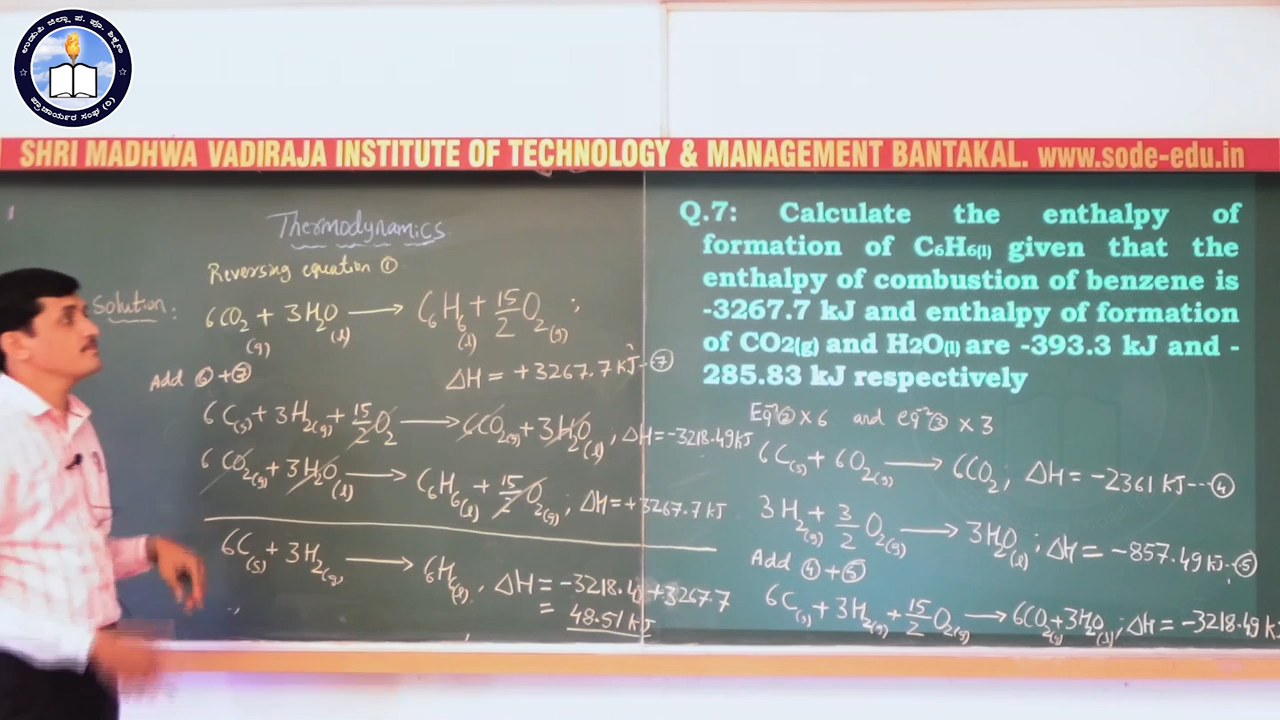 ಉಡುಪಿ ಜಿಲ್ಲಾ ಪ. ಪೂ. ಶಿಕ್ಷಣ
ಪ್ರಾಚಾರ್ಯರ ಸಂಘ (ರಿ)
SHRI MADHWA VADIRAJA INSTITUTE OF TECHNOLOGY & MANAGEMENT BANTAKAL. www.sode-edu.in
Thermodynamics
Reversing equation ①
Solution:
6CO₂(g) + 3H₂O(l) ⟶ C₆H₆(l) + 15/2 O₂(g) ;
ΔH = +3267.7 KJ--⑦
Add ⑥+⑦
6C(s) + 3H₂(g) + 15/2 O₂ ⟶ 6CO₂(g) + 3H₂O(l), ΔH = -3218.49 KJ
6CO₂(g) + 3H₂O(l) ⟶ C₆H₆(l) + 15/2 O₂(g) ; ΔH = +3267.7 KJ
6C(s) + 3H₂(g) ⟶ C₆H₆(l), ΔH = -3218.4 +3267.7
= 48.51 KJ
Q.7: Calculate the enthalpy of
formation of C₆H₆(l) given that the
enthalpy of combustion of benzene is
-3267.7 kJ and enthalpy of formation
of CO2(g) and H2O(l) are -393.3 kJ and -
285.83 kJ respectively
Eqⁿ② × 6 and eqⁿ③ × 3
6C(s) + 6O₂(g) ⟶ 6CO₂, ΔH = -2361 KJ---④
3H₂(g) + 3/2 O₂(g) ⟶ 3H₂O(l) ; ΔH = -857.49 KJ--⑤
Add ④+⑤
6C(s) + 3H₂(g) + 15/2 O₂(g) ⟶ 6CO₂(g) + 3H₂O(l) ; ΔH = -3218.49 K